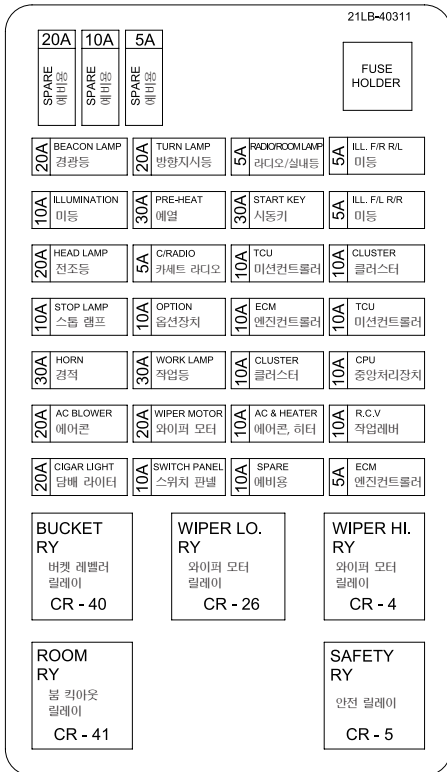 21LB-40311
20A 10A 5A
SPARE 예비용
SPARE 예비용
SPARE 예비용
FUSE
HOLDER
20A BEACON LAMP
경광등
20A TURN LAMP
방향지시등
5A RADIO/ROOM LAMP
라디오/실내등
5A ILL. F/R R/L
미등
10A ILLUMINATION
미등
30A PRE-HEAT
예열
30A START KEY
시동키
5A ILL. F/L R/R
미등
20A HEAD LAMP
전조등
5A C/RADIO
카세트 라디오
10A TCU
미션컨트롤러
10A CLUSTER
클러스터
10A STOP LAMP
스톱 램프
10A OPTION
옵션장치
10A ECM
엔진컨트롤러
10A TCU
미션컨트롤러
30A HORN
경적
30A WORK LAMP
작업등
10A CLUSTER
클러스터
10A CPU
중앙처리장치
20A AC BLOWER
에어콘
20A WIPER MOTOR
와이퍼 모터
10A AC & HEATER
에어콘, 히터
10A R.C.V
작업레버
20A CIGAR LIGHT
담배 라이터
10A SWITCH PANEL
스위치 판넬
10A SPARE
에비용
5A ECM
엔진컨트롤러
BUCKET
RY
버켓 레벨러
릴레이
CR - 40
WIPER LO.
RY
와이퍼 모터
릴레이
CR - 26
WIPER HI.
RY
와이퍼 모터
릴레이
CR - 4
ROOM
RY
붐 킥아웃
릴레이
CR - 41
SAFETY
RY
안전 릴레이
CR - 5